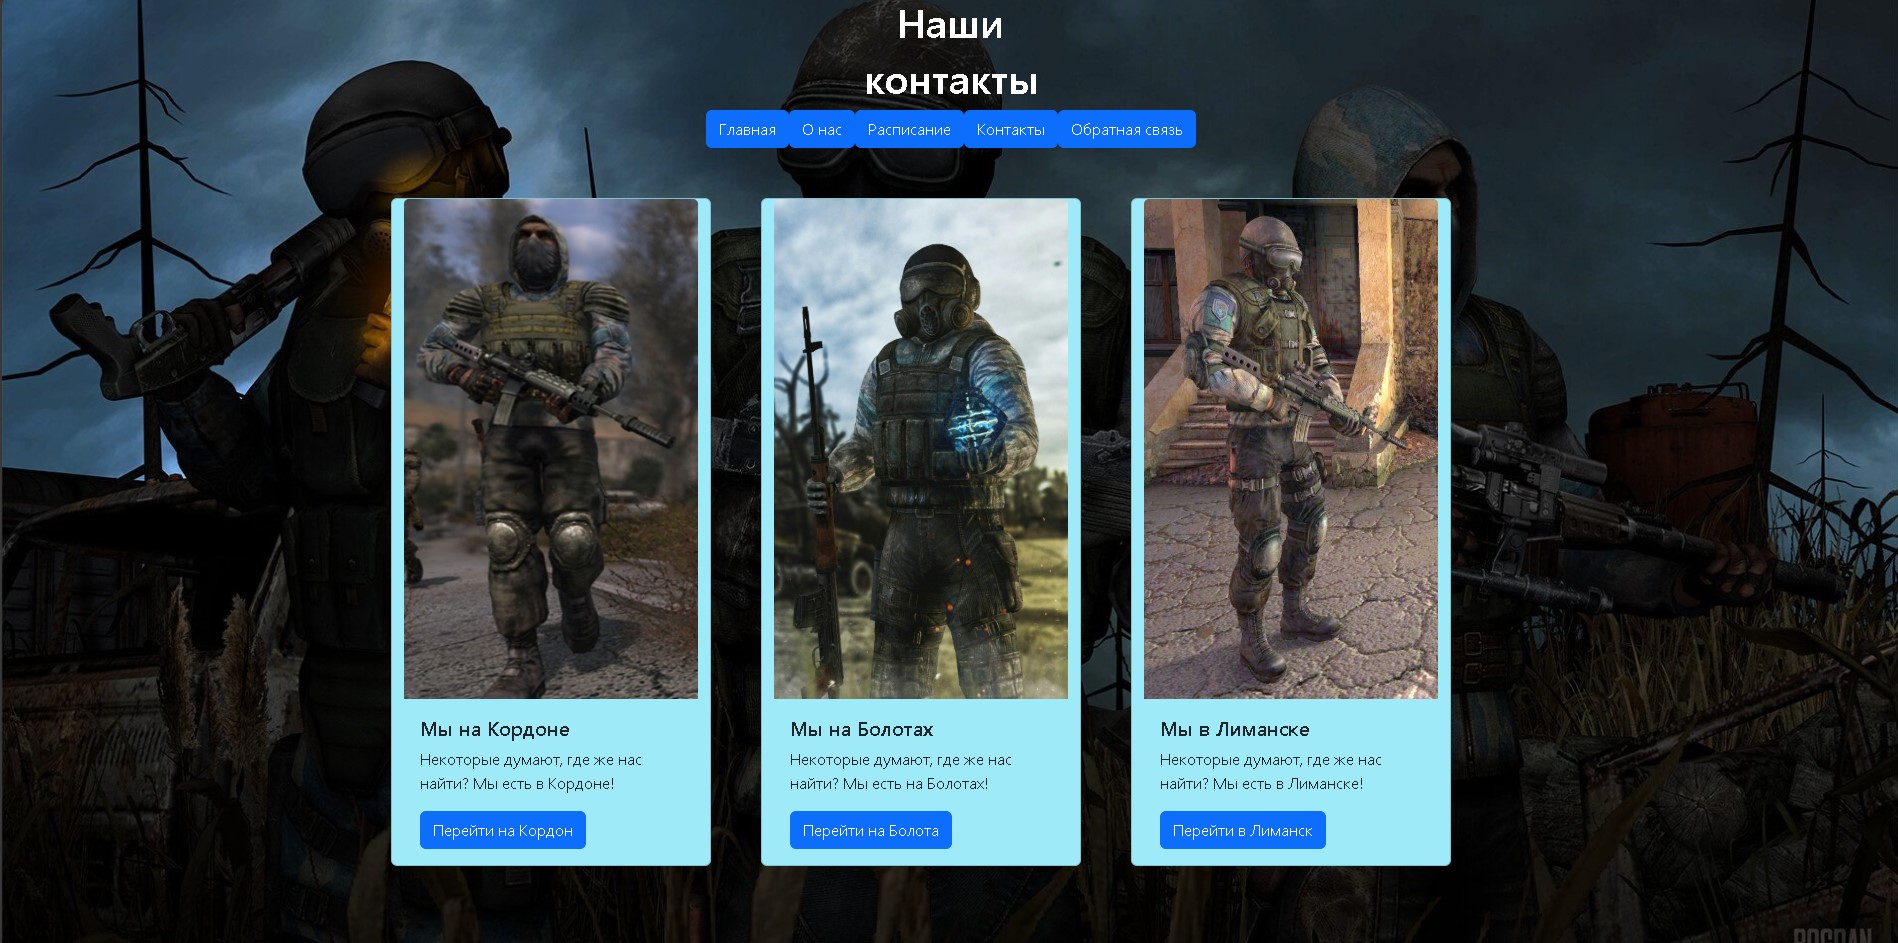 Наши
контакты
Главная О нас Расписание Контакты Обратная связь
Мы на Кордоне
Некоторые думают, где же нас
найти? Мы есть в Кордоне!
Перейти на Кордон
Мы на Болотах
Некоторые думают, где же нас
найти? Мы есть на Болотах!
Перейти на Болота
Мы в Лиманске
Некоторые думают, где же нас
найти? Мы есть в Лиманске!
Перейти в Лиманск